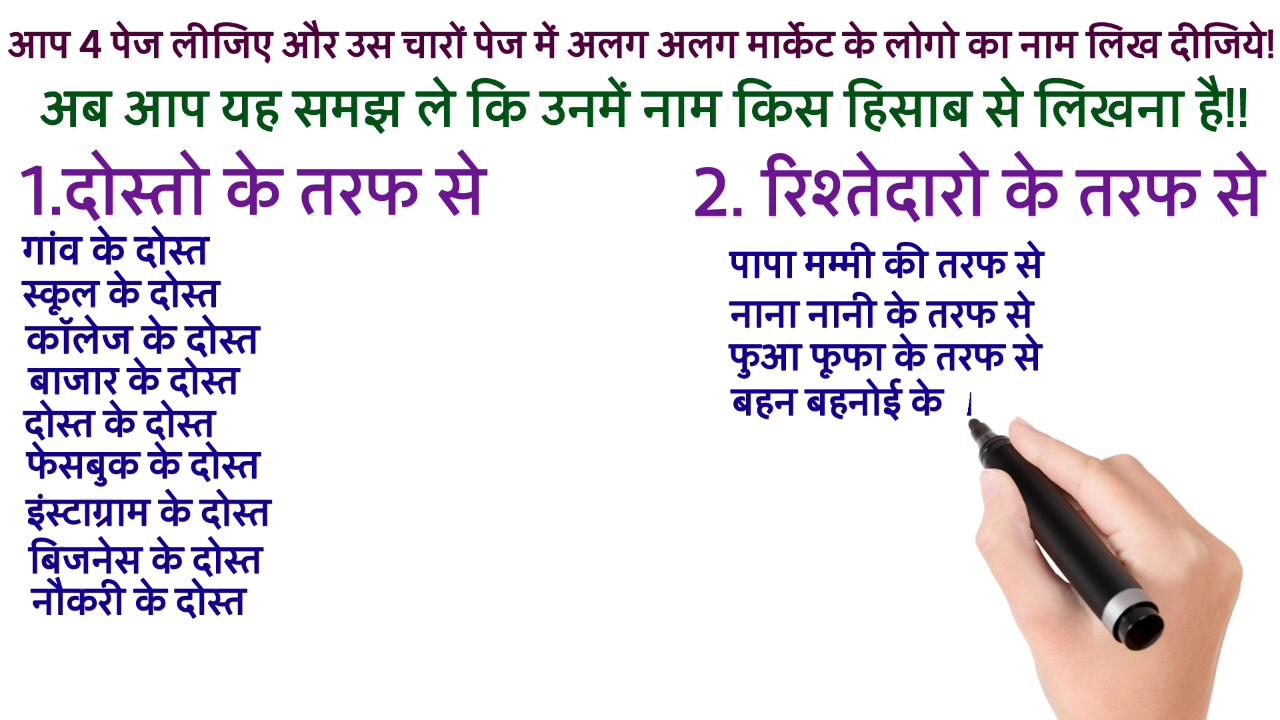 आप 4 पेज लीजिए और उस चारों पेज में अलग अलग मार्केट के लोगो का नाम लिख दीजिये!
अब आप यह समझ ले कि उनमें नाम किस हिसाब से लिखना है!!
1.दोस्तो के तरफ से
गांव के दोस्त
स्कूल के दोस्त
कॉलेज के दोस्त
बाजार के दोस्त
दोस्त के दोस्त
फेसबुक के दोस्त
इंस्टाग्राम के दोस्त
बिजनेस के दोस्त
नौकरी के दोस्त
2. रिश्तेदारो के तरफ से
पापा मम्मी की तरफ से
नाना नानी के तरफ से
फुआ फूफा के तरफ से
बहन बहनोई के